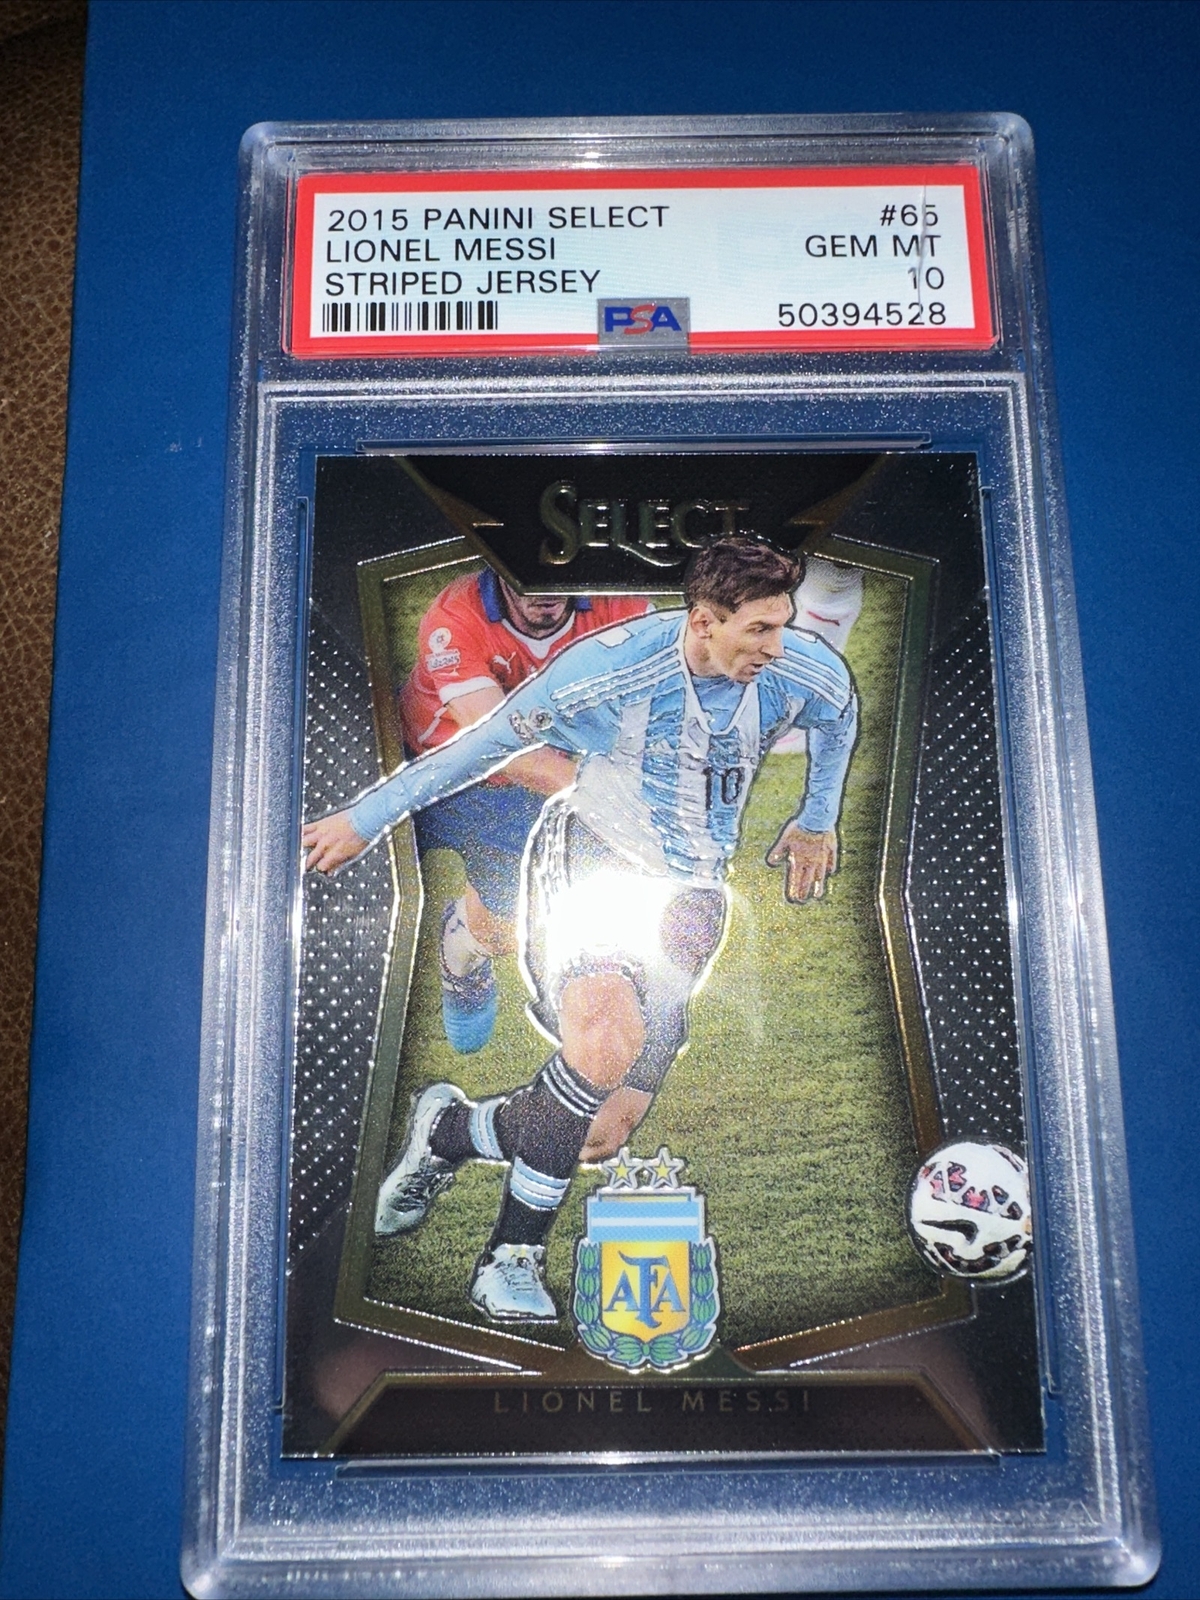 2015 PANINI SELECT #65
LIONEL MESSI GEM MT
STRIPED JERSEY 10
PSA 50394528
SELECT
10
AFA
LIONEL MESSI